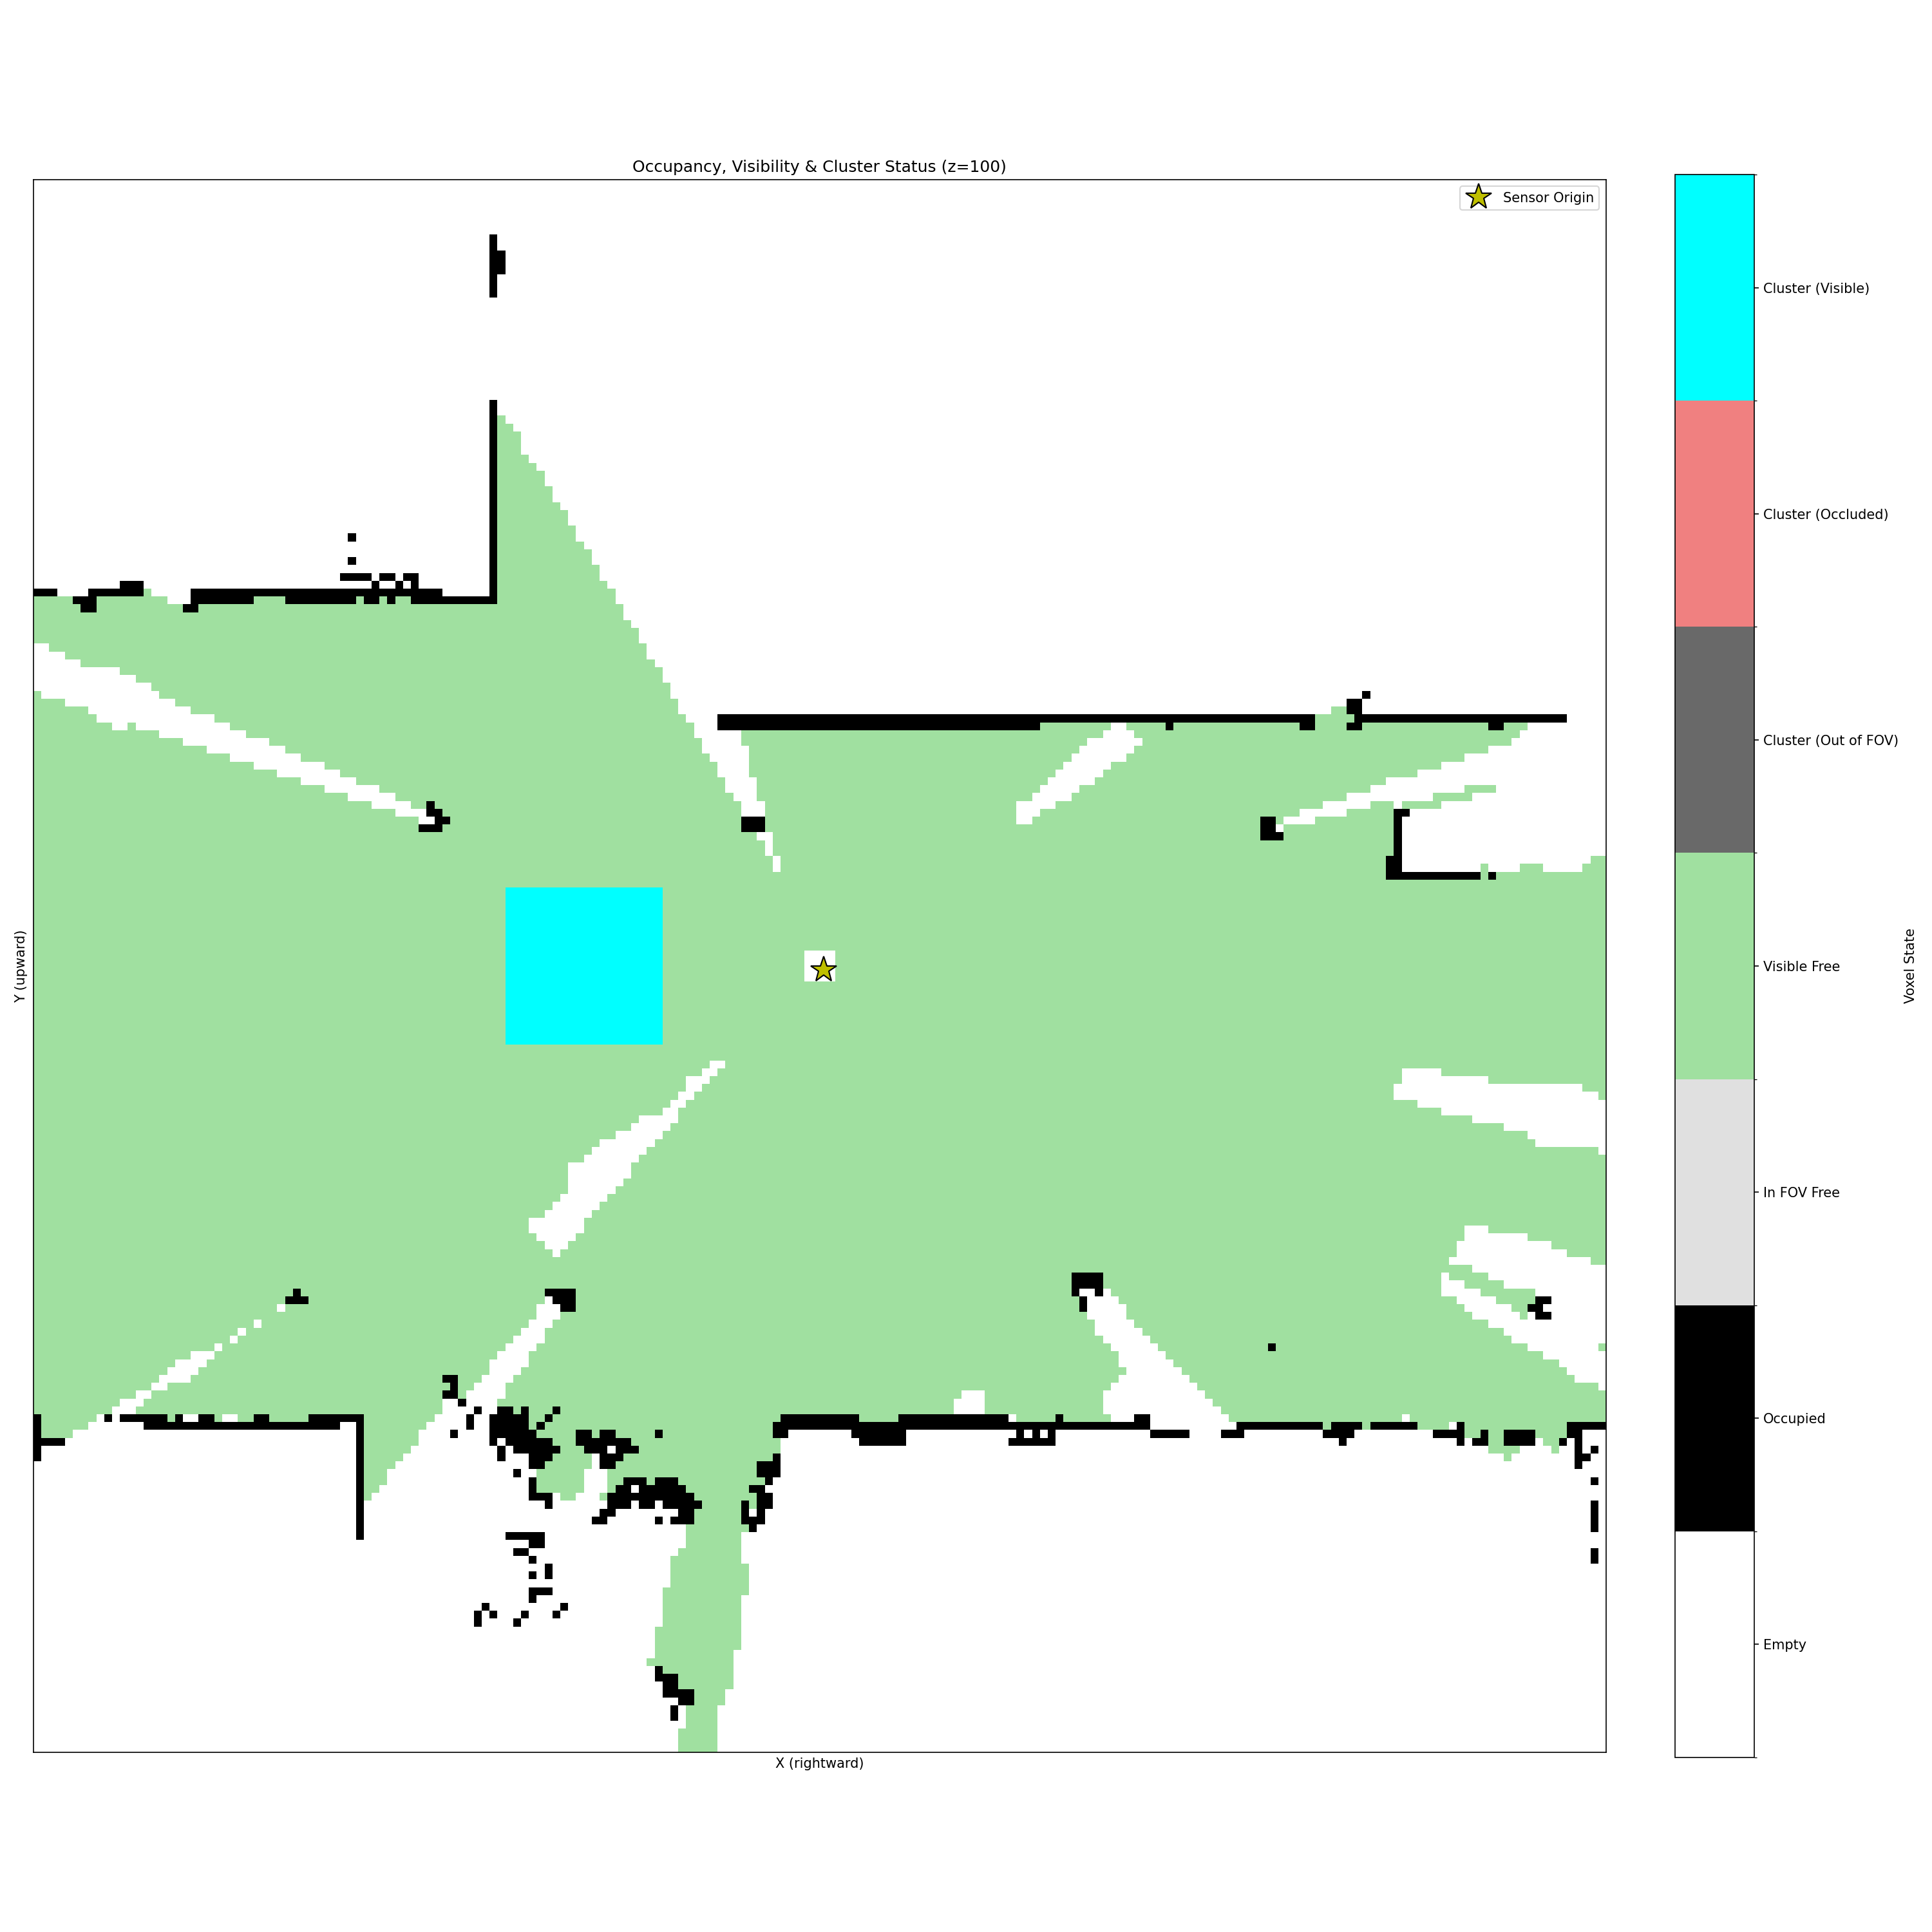 Occupancy, Visibility & Cluster Status (z=100)
Sensor Origin
Y (upward)
X (rightward)
Cluster (Visible)
Cluster (Occluded)
Cluster (Out of FOV)
Visible Free
In FOV Free
Occupied
Empty
Voxel State